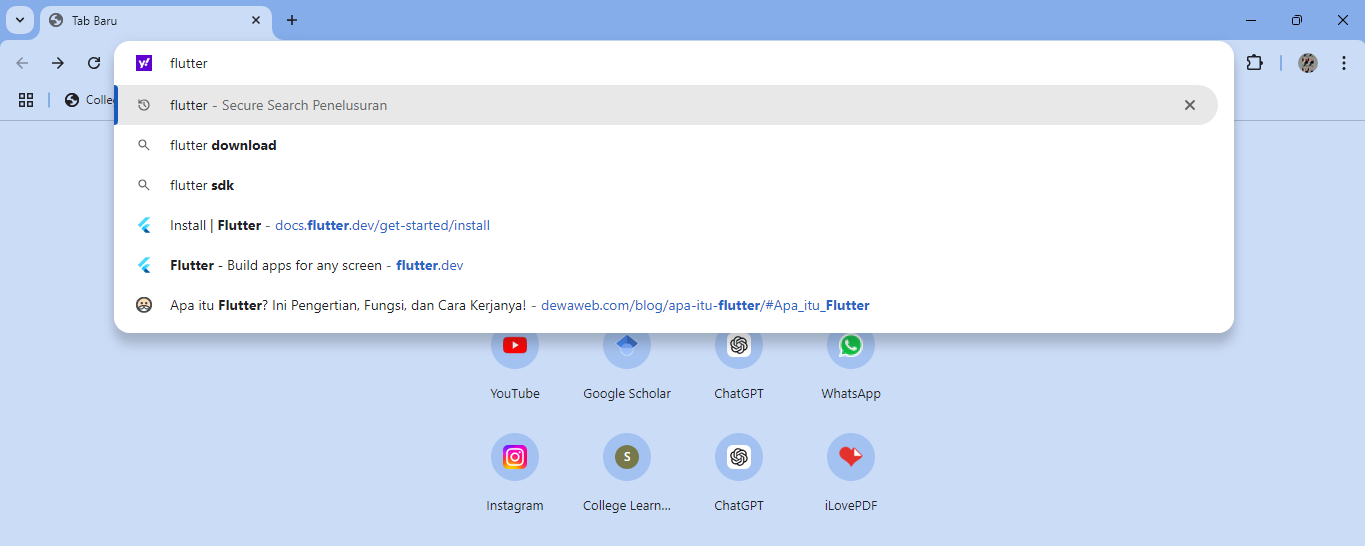 Tab Baru
flutter
Colle
flutter - Secure Search Penelusuran
flutter download
flutter sdk
Install | Flutter - docs.flutter.dev/get-started/install
Flutter - Build apps for any screen - flutter.dev
Apa itu Flutter? Ini Pengertian, Fungsi, dan Cara Kerjanya! - dewaweb.com/blog/apa-itu-flutter/#Apa_itu_Flutter
YouTube
Google Scholar
ChatGPT
WhatsApp
S
Instagram
College Learn...
ChatGPT
iLovePDF